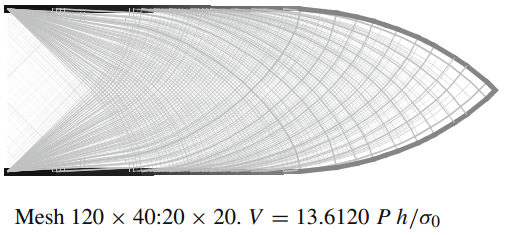 Mesh 120 × 40:20 × 20. V = 13.6120 P h/σ0